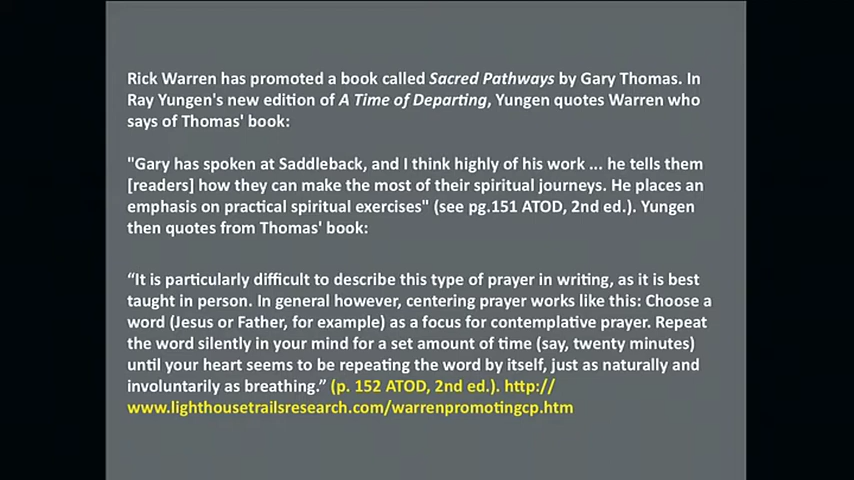 Rick Warren has promoted a book called Sacred Pathways by Gary Thomas. In
Ray Yungen's new edition of A Time of Departing, Yungen quotes Warren who
says of Thomas' book:
"Gary has spoken at Saddleback, and I think highly of his work ... he tells them
[readers] how they can make the most of their spiritual journeys. He places an
emphasis on practical spiritual exercises" (see pg.151 ATOD, 2nd ed.). Yungen
then quotes from Thomas' book:
“It is particularly difficult to describe this type of prayer in writing, as it is best
taught in person. In general however, centering prayer works like this: Choose a
word (Jesus or Father, for example) as a focus for contemplative prayer. Repeat
the word silently in your mind for a set amount of time (say, twenty minutes)
until your heart seems to be repeating the word by itself, just as naturally and
involuntarily as breathing.” (p. 152 ATOD, 2nd ed.). http://
www.lighthousetrailsresearch.com/warrenpromotingcp.htm